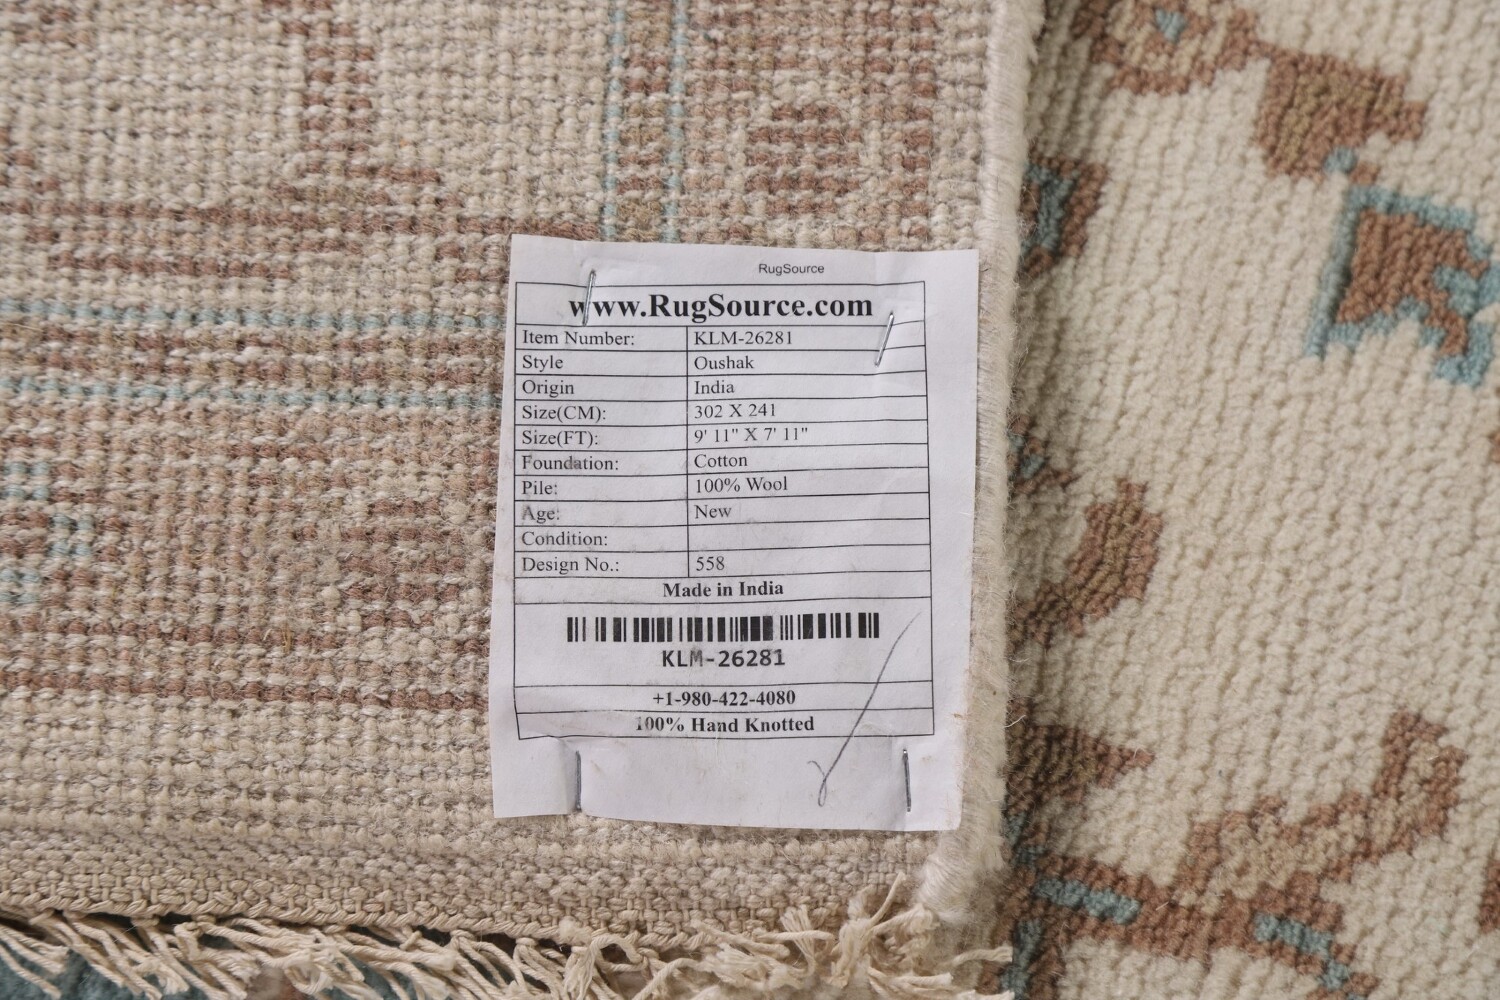 RugSource
www.RugSource.com
Item Number: KLM-26281
Style Oushak
Origin India
Size(CM): 302 X 241
Size(FT): 9' 11" X 7' 11"
Foundation: Cotton
Pile: 100% Wool
Age: New
Condition:
Design No.: 558
Made in India
KLM-26281
+1-980-422-4080
100% Hand Knotted